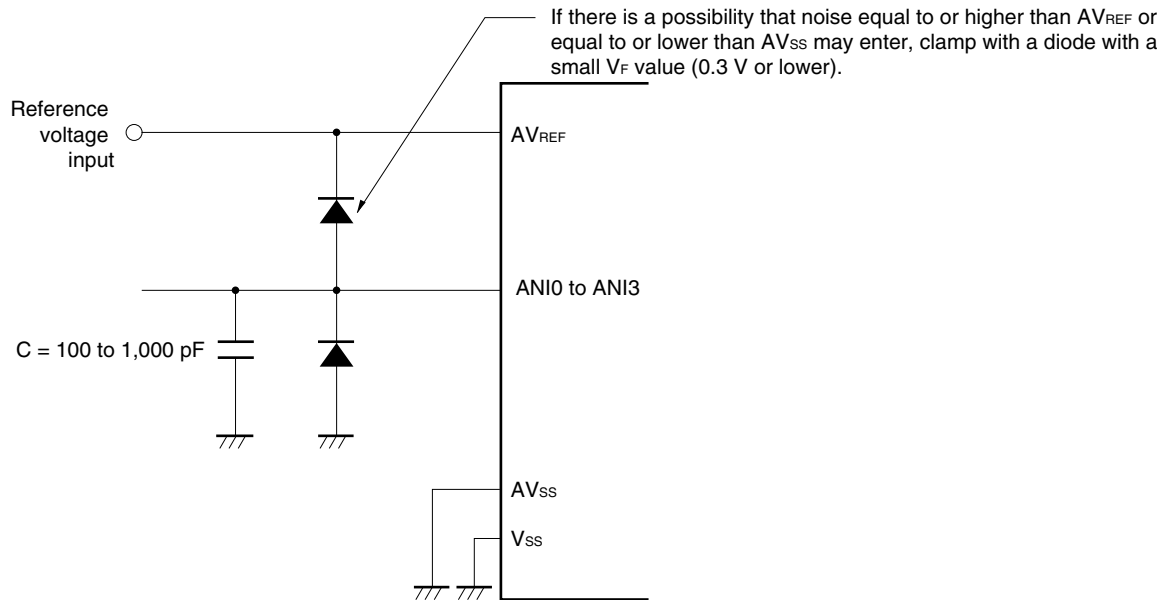 If there is a possibility that noise equal to or higher than AVREF or
equal to or lower than AVSS may enter, clamp with a diode with a
small VF value (0.3 V or lower).
Reference
voltage
input
AVREF
ANI0 to ANI3
C = 100 to 1,000 pF
AVSS
VSS